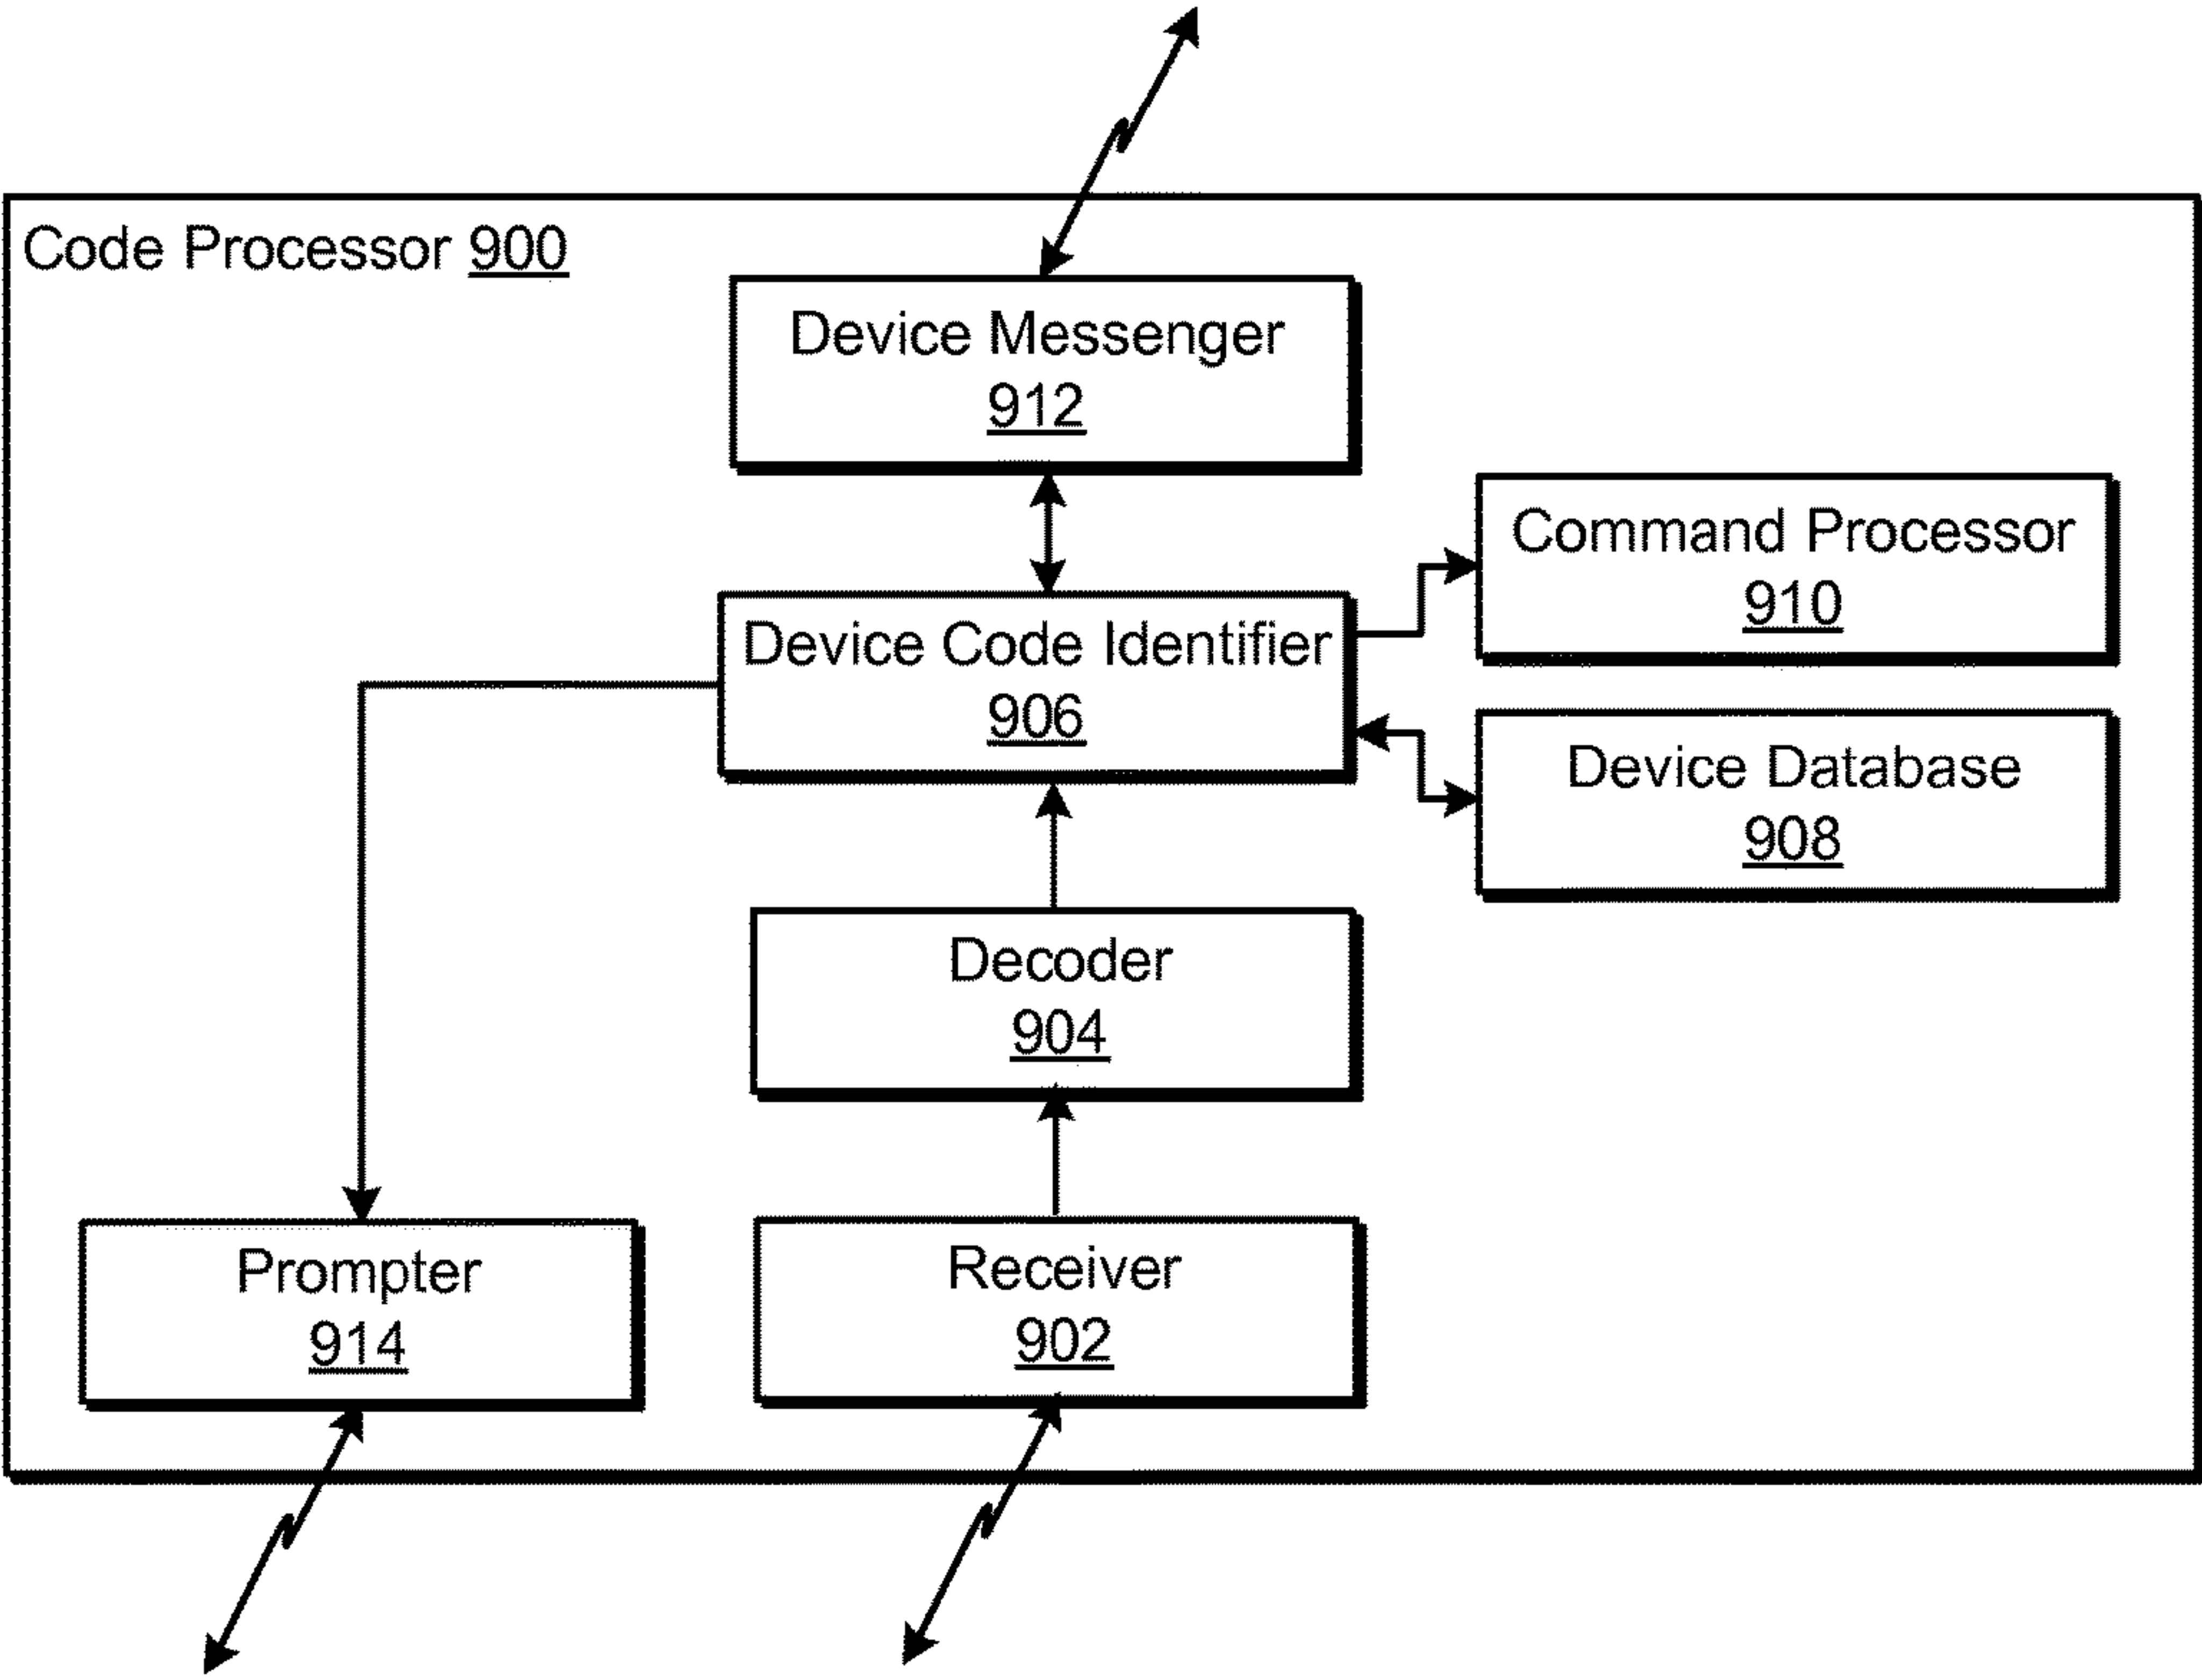 Code Processor 900
Device Messenger
912
Command Processor
910
Device Code Identifier
906
Device Database
908
Decoder
904
Prompter
914
Receiver
902